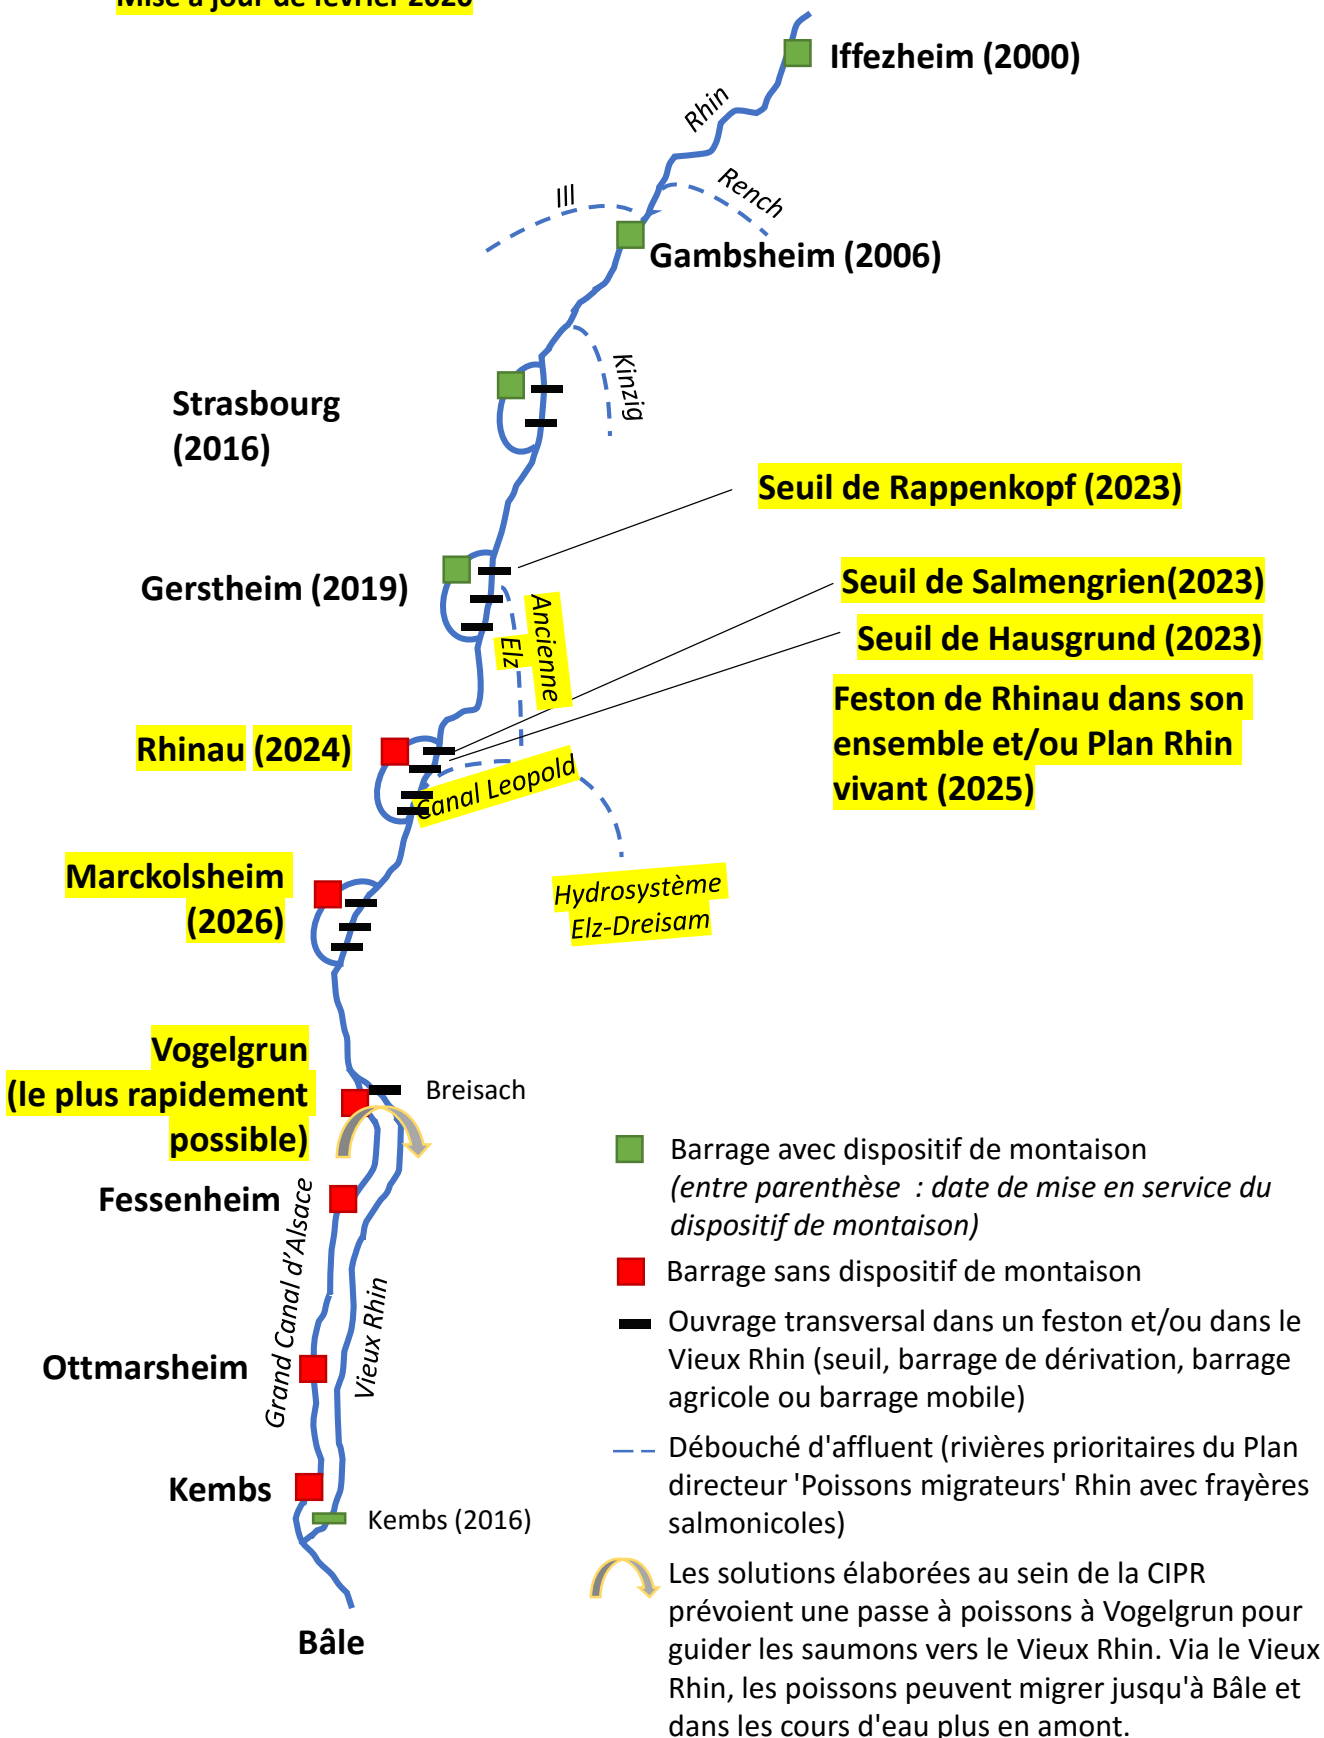 Mise à jour de février 2020
Iffezheim (2000)
Rhin
Ill
Rench
Gambsheim (2006)
Kinzig
Strasbourg
(2016)
Seuil de Rappenkopf (2023)
Gerstheim (2019)
Seuil de Salmengrien(2023)
Ancienne
Elz
Seuil de Hausgrund (2023)
Feston de Rhinau dans son
ensemble et/ou Plan Rhin
vivant (2025)
Rhinau (2024)
Canal Leopold
Marckolsheim
(2026)
Hydrosystème
Elz-Dreisam
Vogelgrun
(le plus rapidement
possible)
Breisach
Fessenheim
Grand Canal d'Alsace
Vieux Rhin
Ottmarsheim
Kembs
Kembs (2016)
Bâle
Barrage avec dispositif de montaison
(entre parenthèse : date de mise en service du
dispositif de montaison)
Barrage sans dispositif de montaison
Ouvrage transversal dans un feston et/ou dans le
Vieux Rhin (seuil, barrage de dérivation, barrage
agricole ou barrage mobile)
Débouché d'affluent (rivières prioritaires du Plan
directeur 'Poissons migrateurs' Rhin avec frayères
salmonicoles)
Les solutions élaborées au sein de la CIPR
prévoient une passe à poissons à Vogelgrun pour
guider les saumons vers le Vieux Rhin. Via le Vieux
Rhin, les poissons peuvent migrer jusqu'à Bâle et
dans les cours d'eau plus en amont.